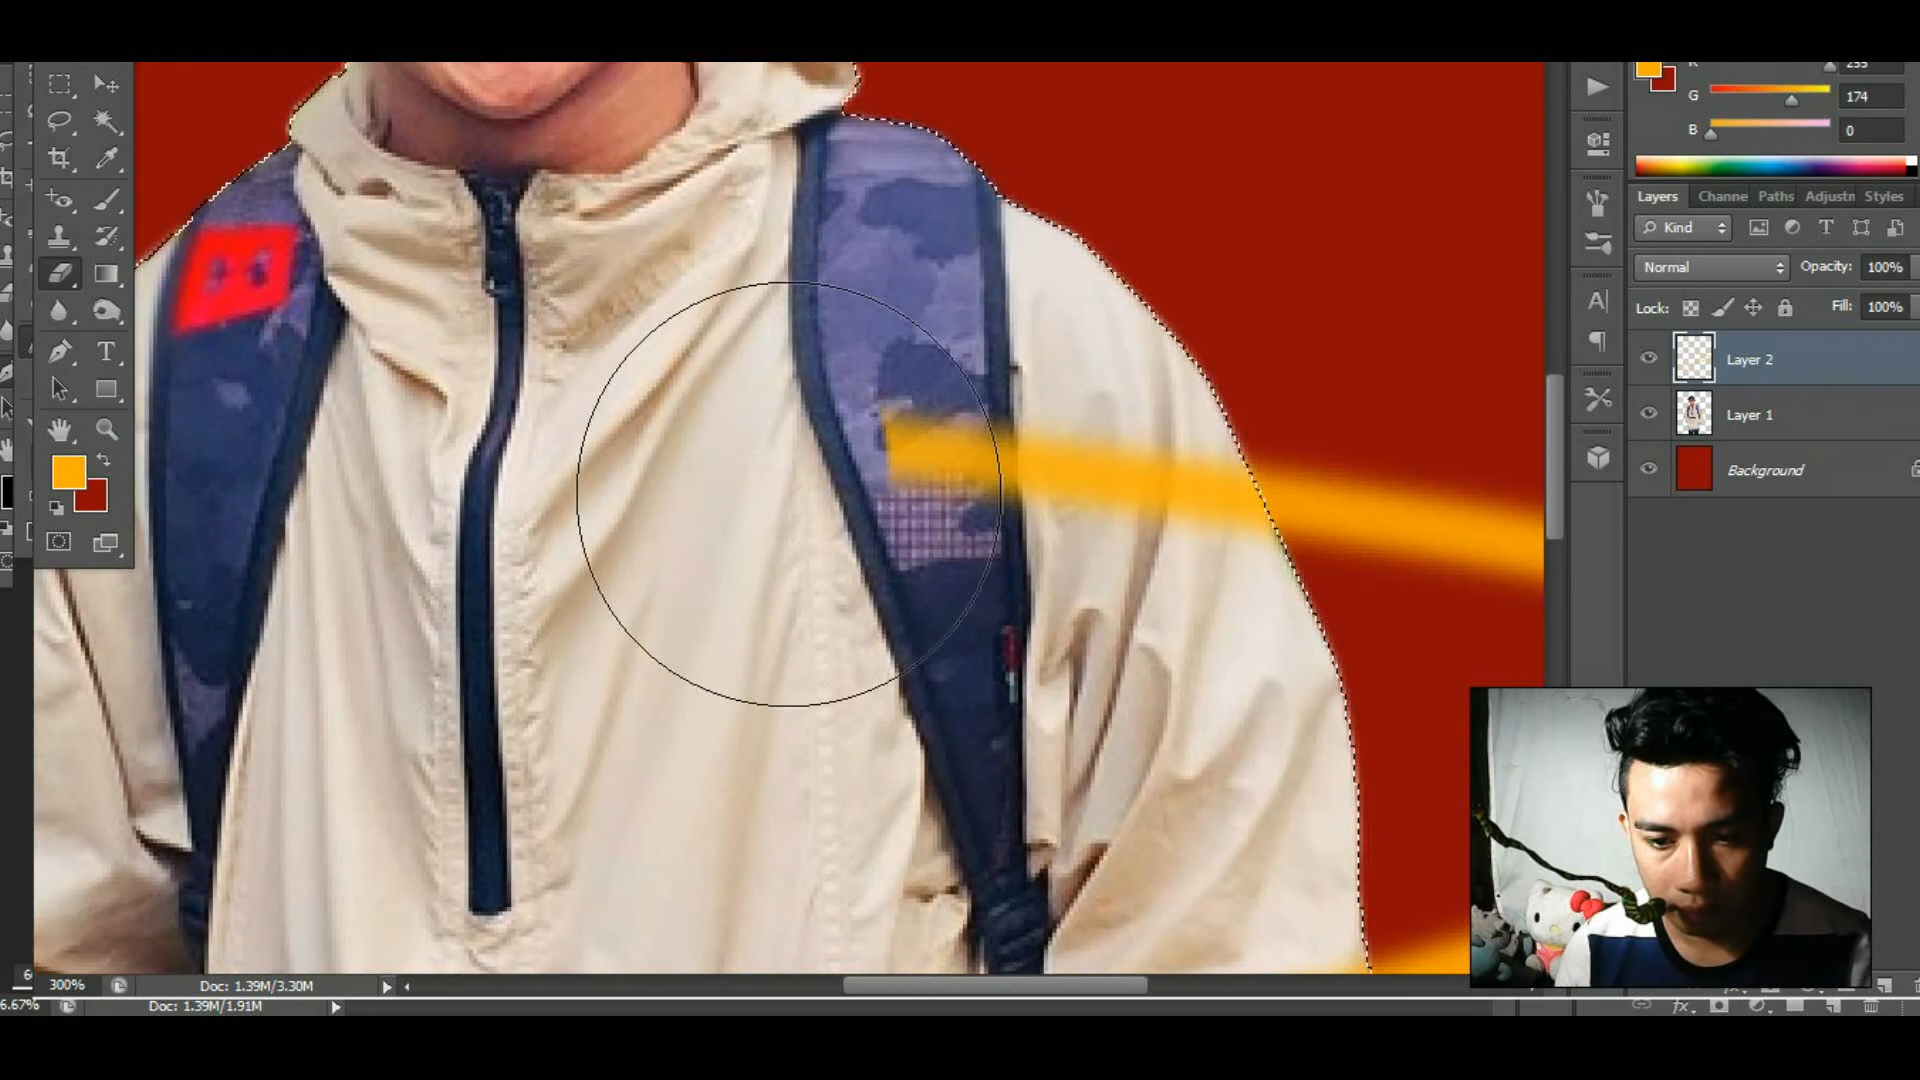 255
G 174
B 0
Layers Channe Paths Adjustn Styles
Kind
Normal Opacity: 100%
Lock: Fill: 100%
Layer 2
Layer 1
Background
300% Doc: 1.39M/3.30M
6.67% Doc: 1.39M/1.91M